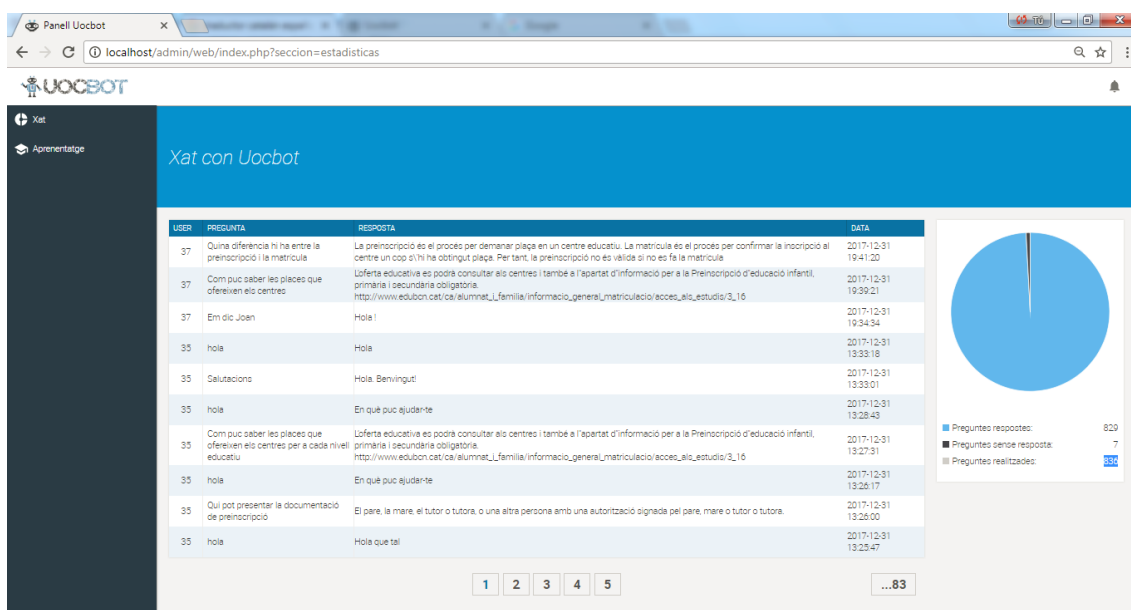 Panell Uocbot
Google
TÚ
localhost/admin/web/index.php?seccion=estadisticas
UOCBOT
Xat
Aprenentatge
Xat con Uocbot
USER PREGUNTA RESPOSTA DATA
37 Quina diferència hi ha entre la preinscripció i la matrícula La preinscripció és el procés per demanar plaça en un centre educatiu. La matrícula és el procés per confirmar la inscripció al centre un cop s\'hi ha obtingut plaça. Per tant, la preinscripció no és vàlida si no es fa la matrícula 2017-12-31 19:41:20
37 Com puc saber les places que ofereixen els centres L'oferta educativa es podrà consultar als centres i també a l''apartat d''informació per a la Preinscripció d'educació infantil, primària i secundària obligatòria. http://www.edubcn.cat/ca/alumnat_i_familia/informacio_general_matriculacio/acces_als_estudis/3_16 2017-12-31 19:39:21
37 Em dic Joan Hola ! 2017-12-31 19:34:34
35 hola Hola 2017-12-31 13:33:18
35 Salutacions Hola. Benvingut! 2017-12-31 13:33:01
35 hola En què puc ajudar-te 2017-12-31 13:28:43
35 Com puc saber les places que ofereixen els centres per a cada nivell educatiu L'oferta educativa es podrà consultar als centres i també a l''apartat d''informació per a la Preinscripció d'educació infantil, primària i secundària obligatòria. http://www.edubcn.cat/ca/alumnat_i_familia/informacio_general_matriculacio/acces_als_estudis/3_16 2017-12-31 13:27:31
35 hola En què puc ajudar-te 2017-12-31 13:26:17
35 Qui pot presentar la documentació de preinscripció El pare, la mare, el tutor o tutora, o una altra persona amb una autorització signada pel pare, mare o tutor o tutora. 2017-12-31 13:26:00
35 hola Hola que tal 2017-12-31 13:25:47
Preguntes respostes: 829
Preguntes sense resposta: 7
Preguntes realitzades: 836
1 2 3 4 5 ...83